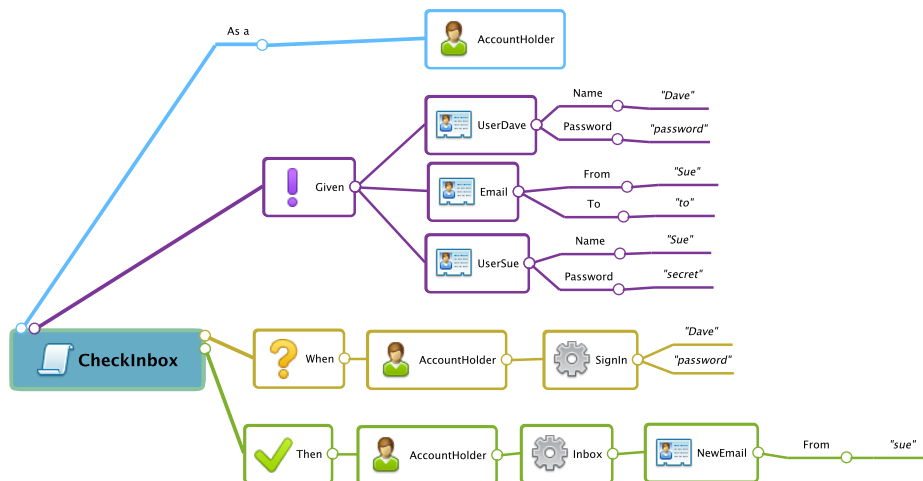 As a
AccountHolder
Given
UserDave
Name
"Dave"
Password
"password"
Email
From
"Sue"
To
"to"
UserSue
Name
"Sue"
Password
"secret"
CheckInbox
When
AccountHolder
SignIn
"Dave"
"password"
Then
AccountHolder
Inbox
NewEmail
From
"sue"